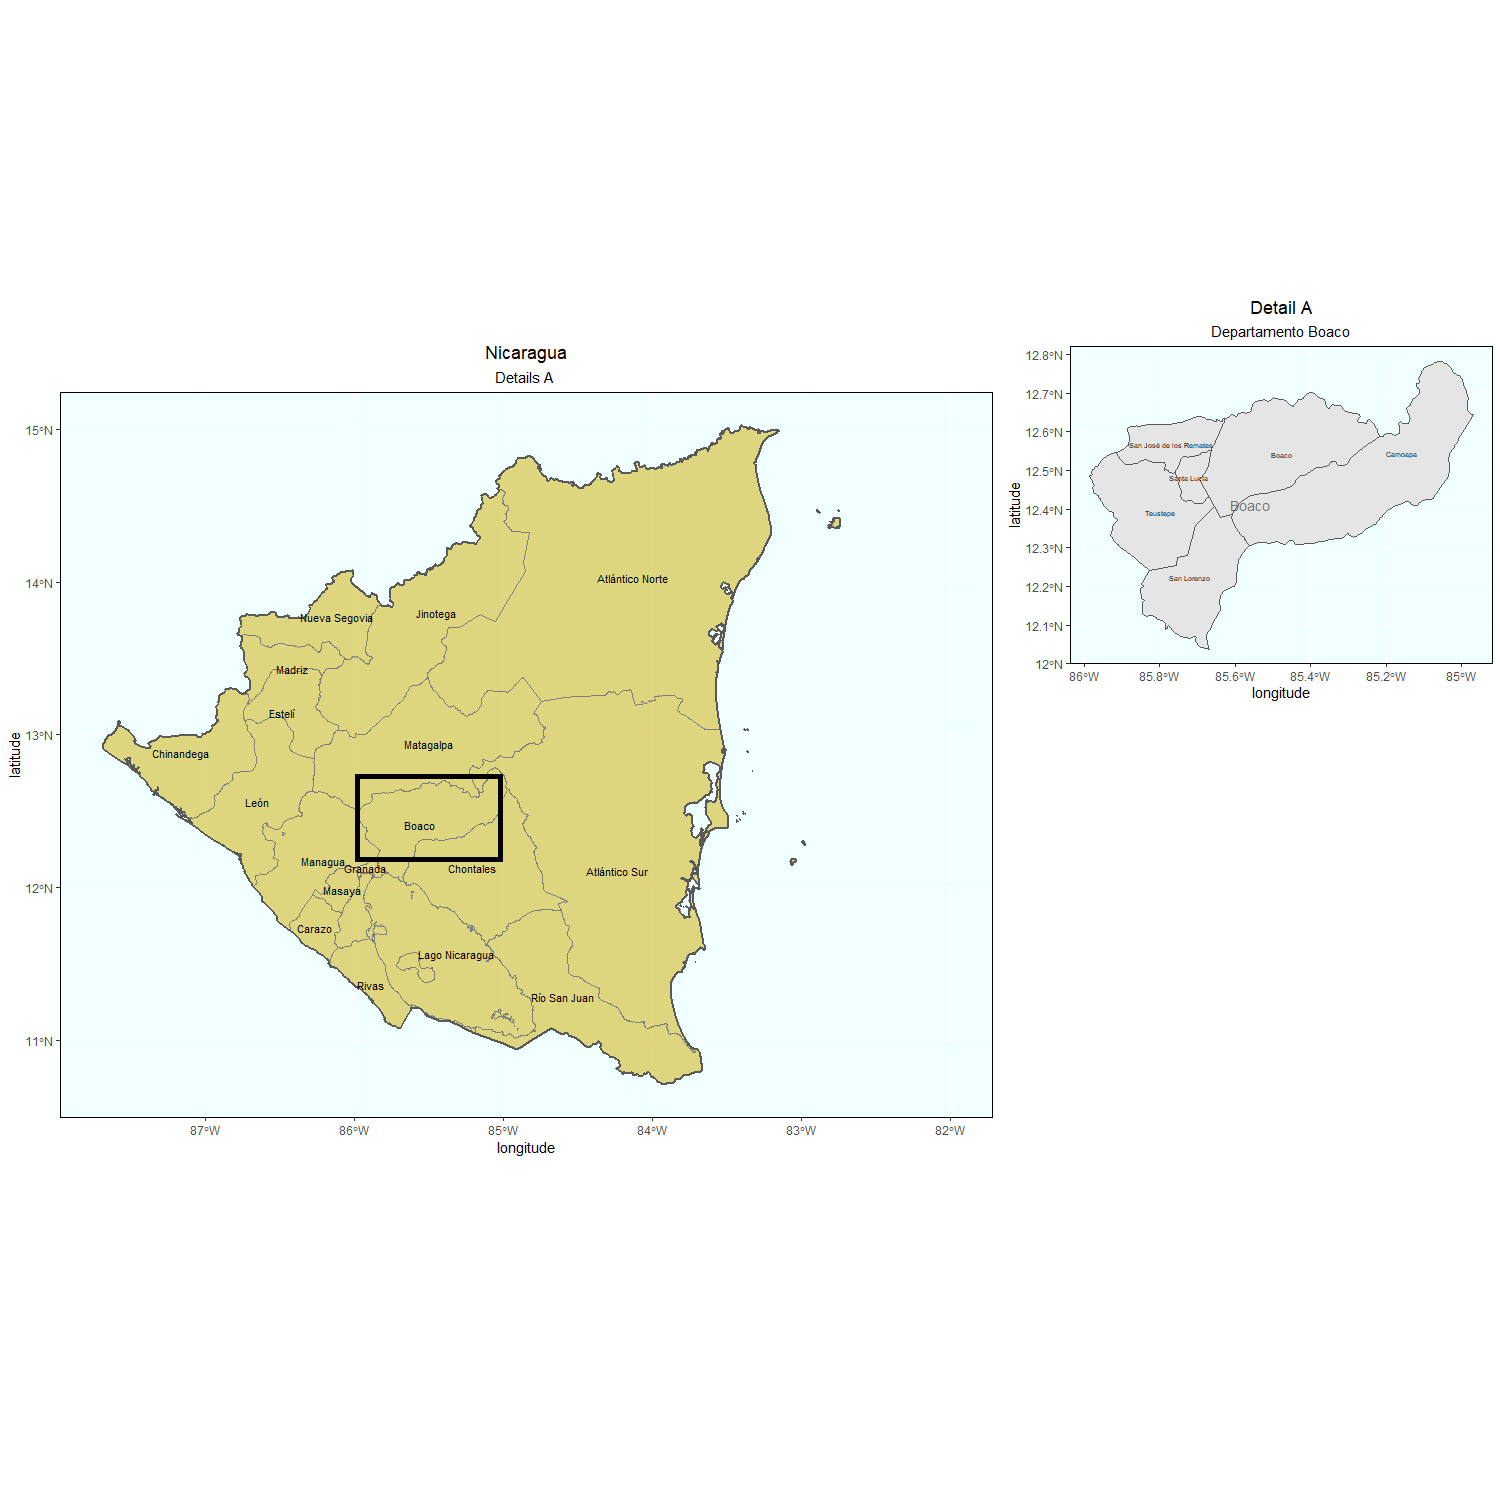 Nicaragua
Details A
15°N
14°N
13°N
12°N
11°N
latitude
Atlántico Norte
Nueva Segovia
Jinotega
Madriz
Estelí
Chinandega
Matagalpa
León
Boaco
Managua
Granada
Chontales
Atlántico Sur
Masaya
Carazo
Lago Nicaragua
Rivas
Río San Juan
87°W
86°W
85°W
84°W
83°W
82°W
longitude
Detail A
Departamento Boaco
12.8°N
12.7°N
12.6°N
12.5°N
12.4°N
12.3°N
12.2°N
12.1°N
12°N
latitude
San José de los Remates
Boaco
Camoapa
Santa Lucía
Boaco
Teustepe
San Lorenzo
86°W
85.8°W
85.6°W
85.4°W
85.2°W
85°W
longitude